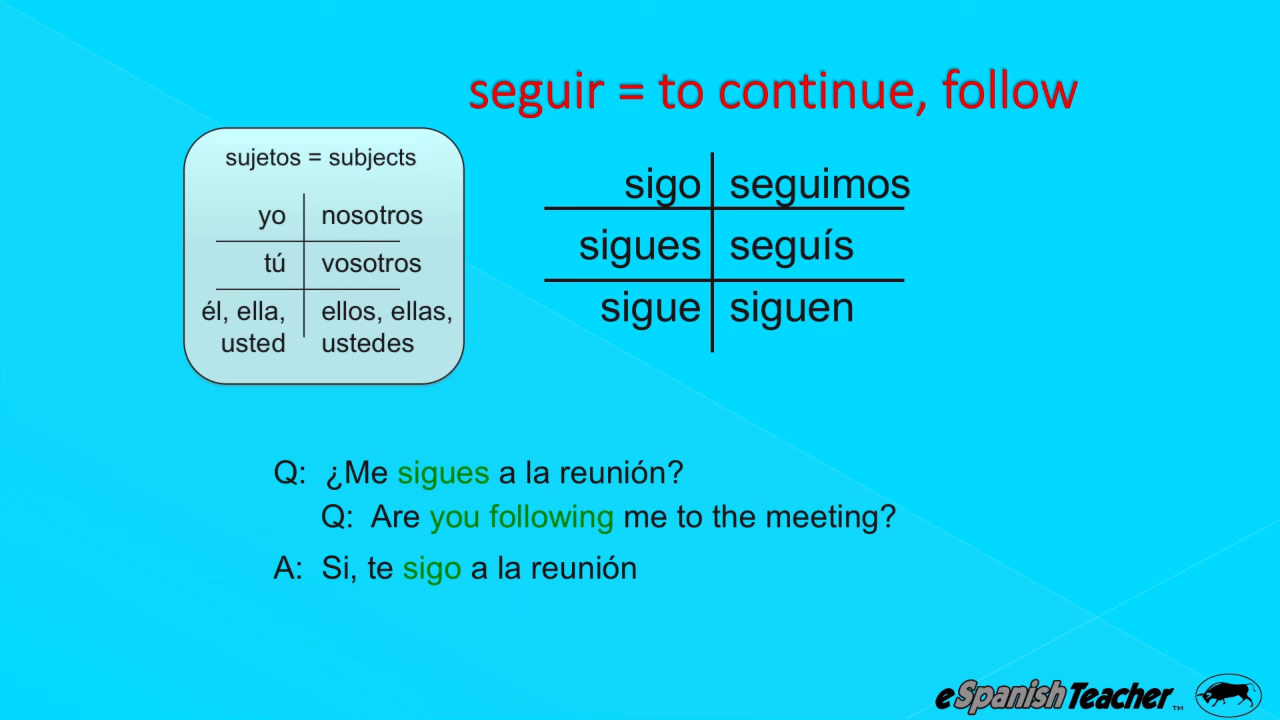 seguir = to continue, follow
sujetos = subjects
yo nosotros
tú vosotros
él, ella, ellos, ellas,
usted ustedes
sigo seguimos
sigues seguís
sigue siguen
Q: ¿Me sigues a la reunión?
Q: Are you following me to the meeting?
A: Si, te sigo a la reunión
eSpanishTeacher™